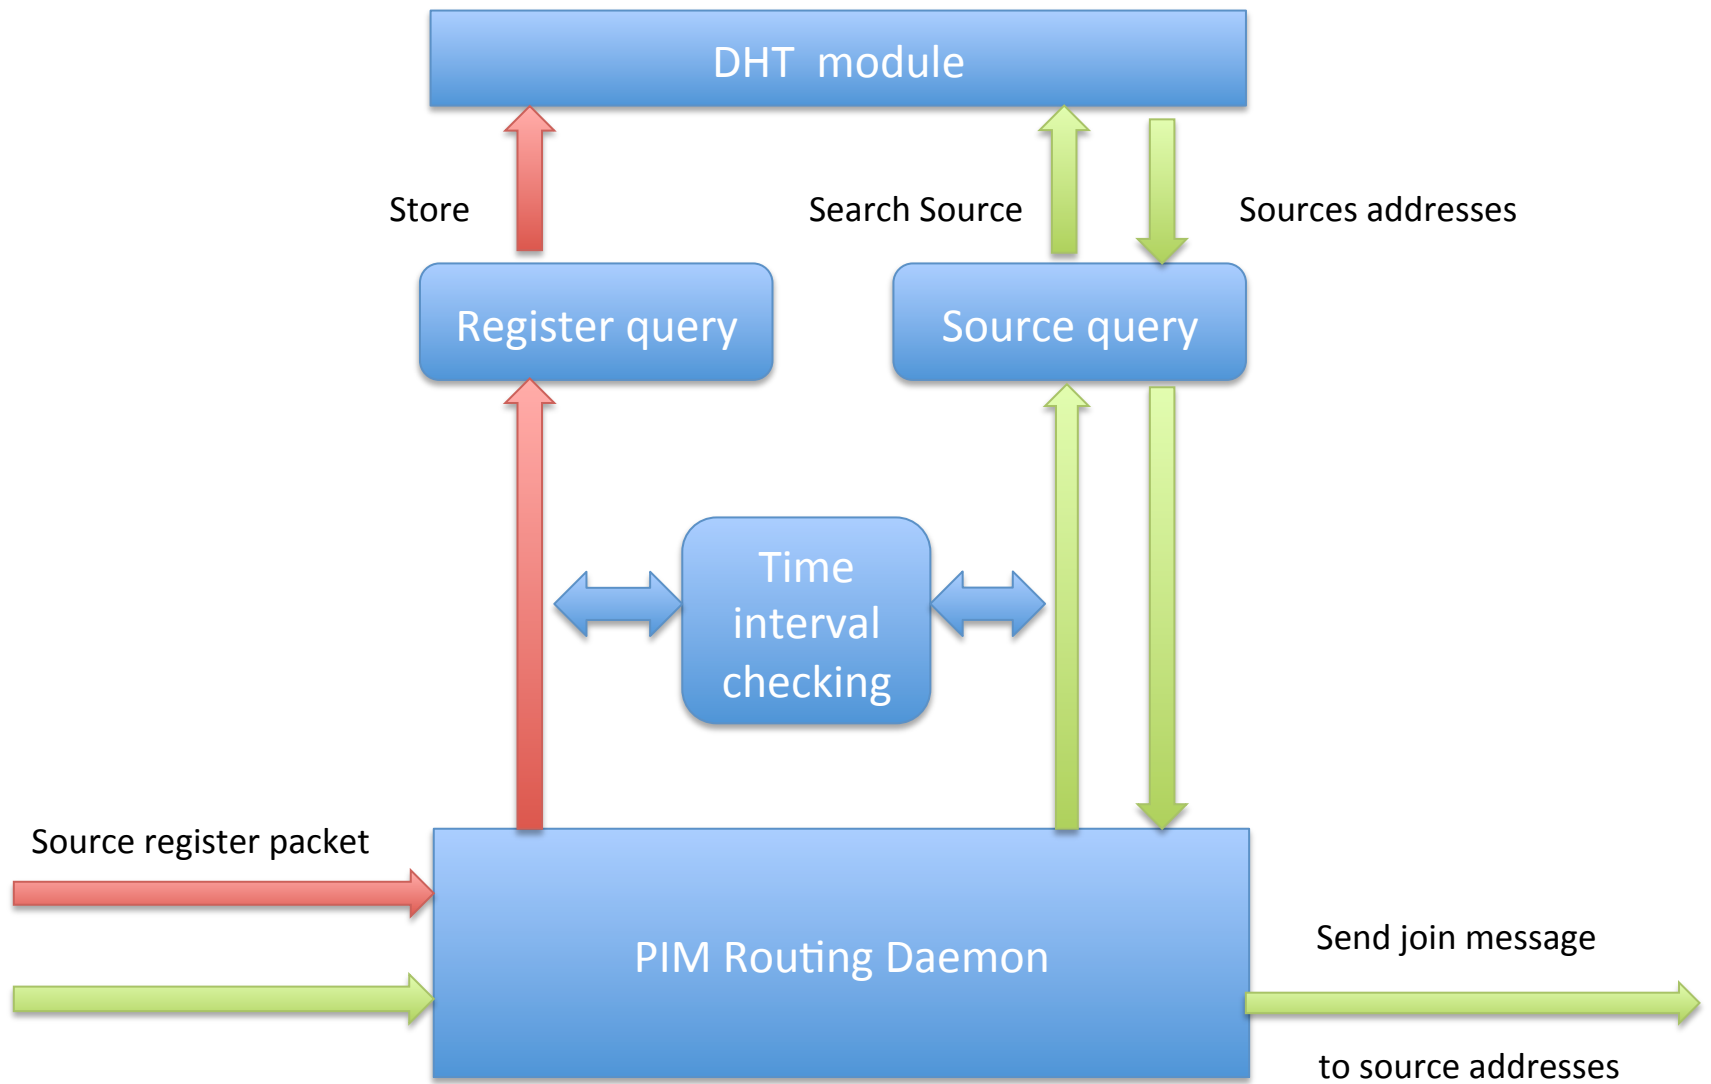 DHT  module
Store
Search Source
Sources addresses
Register query
Source query
Time
interval
checking
Source register packet
PIM Routing Daemon
Send join message
to source addresses